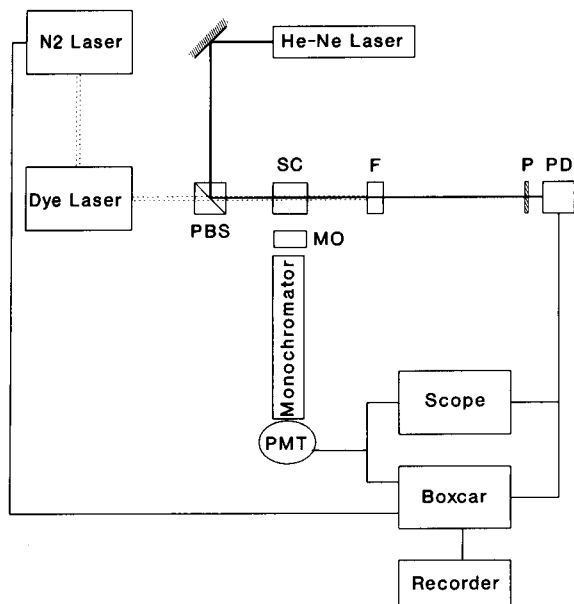 N2 Laser
He-Ne Laser
Dye Laser
PBS
SC
F
P
PD
MO
Monochromator
PMT
Scope
Boxcar
Recorder